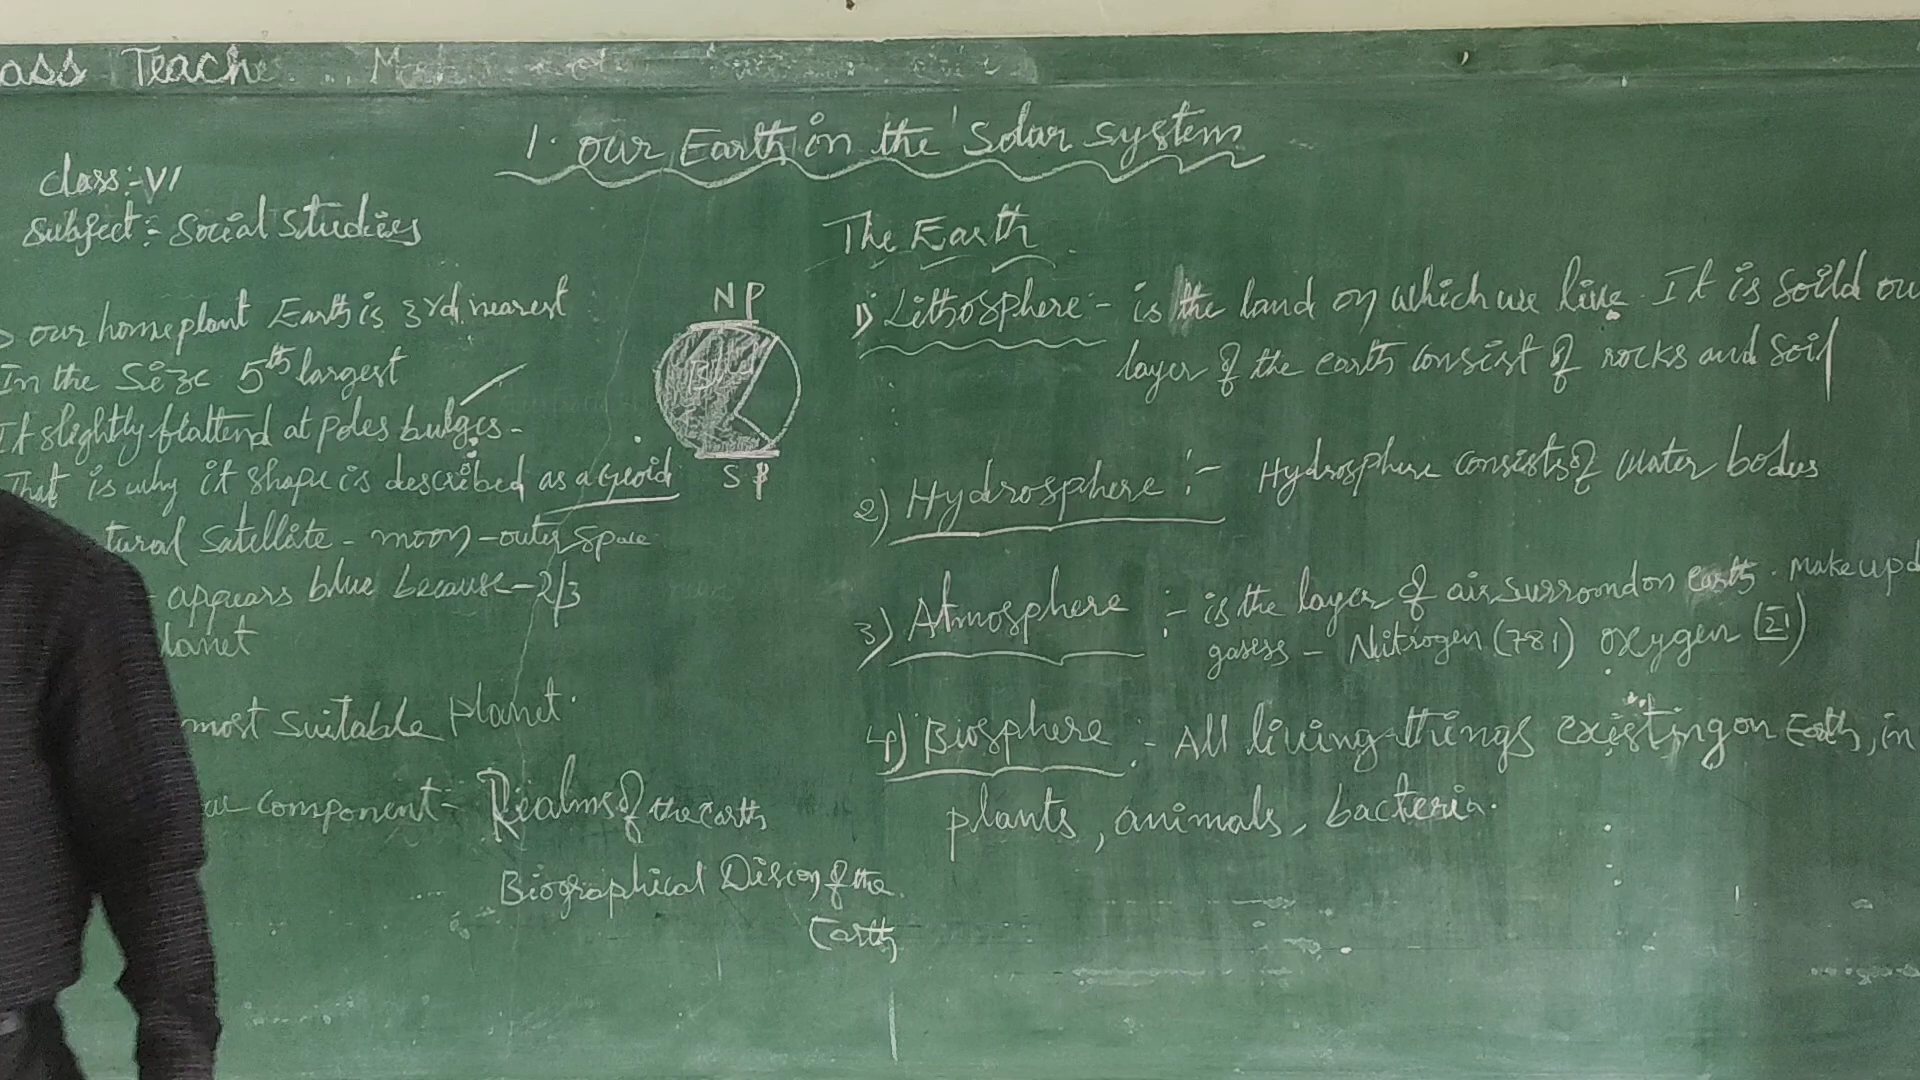 ass Teach
1. our Earth in the Solar system
class:- VI
Subject:- Social Studies
our home plant Earth is 3rd nearest
In the Size 5th largest
It slightly flattend at poles bulges -
That is why it shape is described as a geoid
tural Satellite - moon - outer space
appears blue because - 2/3
lanet
most Suitable planet.
component - Realms of the earth
Biographical of the
Earth
NP
SP
The Earth
1) Lithosphere - is the land on which we live. It is soild ou
layer of the earth consist of rocks and soil
2) Hydrosphere :- Hydrosphere consists of water bodies
3) Atmosphere :- is the layer of air surroondon earth. Make up
gasess - Nitrogen (781) oxygen
4) Biosphere :- All living things existing on Earth, in
plants, animals, bacteria.